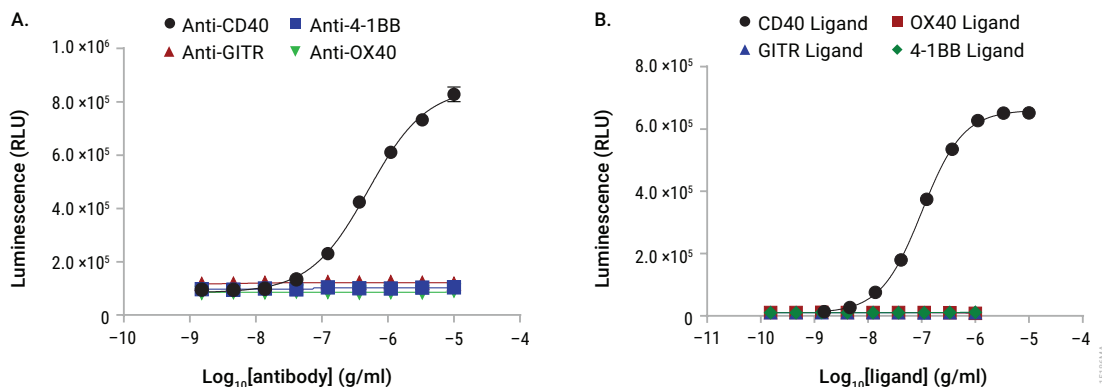 A.
Anti-CD40 Anti-4-1BB
Anti-GITR Anti-OX40
Luminescence (RLU)
1.0 ×10⁶
8.0 ×10⁵
6.0 ×10⁵
4.0 ×10⁵
2.0 ×10⁵
0
−10 −9 −8 −7 −6 −5 −4
Log₁₀[antibody] (g/ml)
B.
CD40 Ligand OX40 Ligand
GITR Ligand 4-1BB Ligand
Luminescence (RLU)
8.0 ×10⁵
6.0 ×10⁵
4.0 ×10⁵
2.0 ×10⁵
0
−11 −10 −9 −8 −7 −6 −5 −4
Log₁₀[ligand] (g/ml)